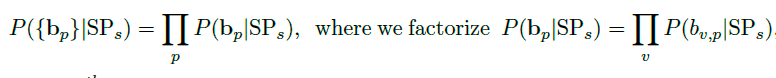 P({b_p}|SP_s) = ∏_p P(b_p|SP_s), where we factorize P(b_p|SP_s) = ∏_v P(b_{v,p}|SP_s).